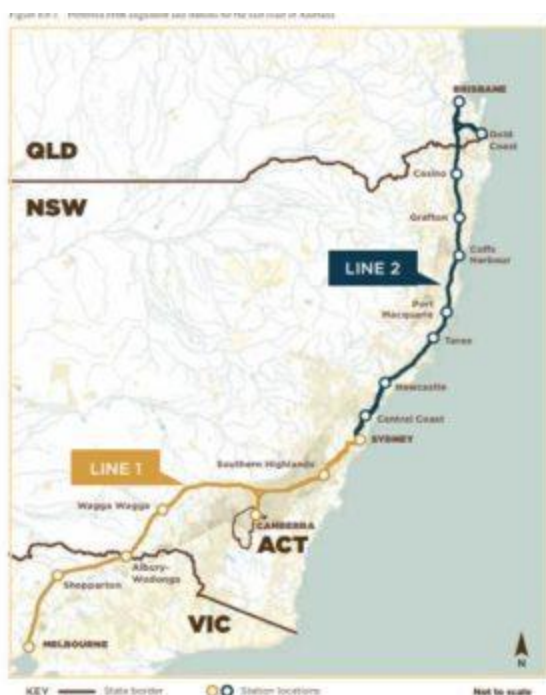 BRISBANE
Gold
Coast
QLD
NSW
Casino
Grafton
Coffs
Harbour
LINE 2
Port
Macquarie
Taree
Newcastle
Central Coast
SYDNEY
Southern Highlands
LINE 1
Wagga Wagga
CANBERRA
ACT
Albury-
Wodonga
Shepparton
VIC
MELBOURNE
N
KEY State border Station locations Not to scale